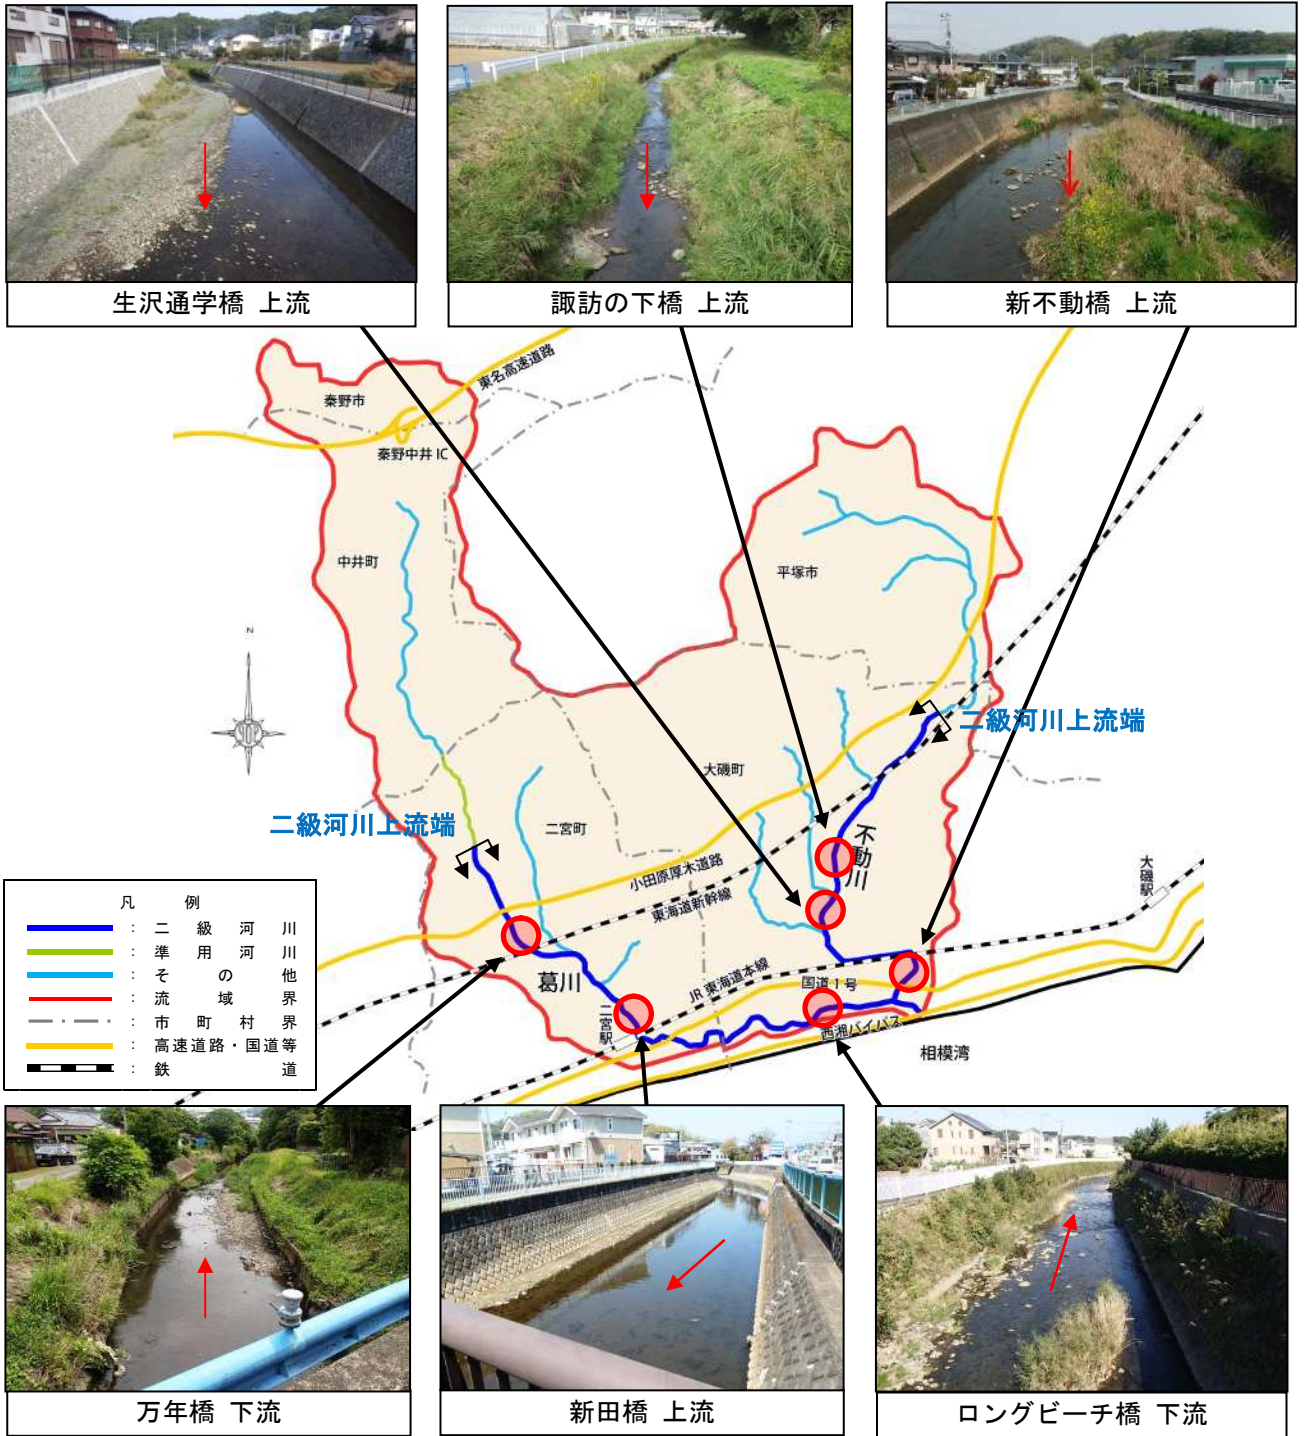 生沢通学橋 上流
諏訪の下橋 上流
新不動橋 上流
東名高速道路
秦野市
秦野中井 IC
中井町
平塚市
N
二級河川上流端
大磯町
二級河川上流端
二宮町
不動川
小田原厚木道路
大磯駅
東海道新幹線
葛川
JR 東海道本線
国道1号
二宮駅
西湘バイパス
相模湾
凡 例
: 二級河川
: 準用河川
: その他
: 流域界
: 市町村界
: 高速道路・国道等
: 鉄道
万年橋 下流
新田橋 上流
ロングビーチ橋 下流